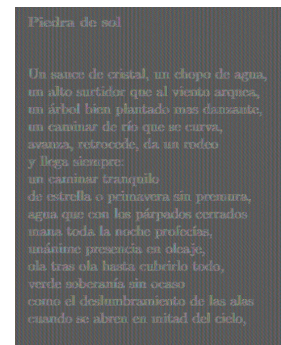 Piedra de sol
Un sauce de cristal, un chopo de agua,
un alto surtidor que el viento arquea,
un árbol bien plantado mas danzante,
un caminar de río que se curva,
avanza, retrocede, da un rodeo
y llega siempre:
un caminar tranquilo
de estrella o primavera sin premura,
agua que con los párpados cerrados
mana toda la noche profecías,
unánime presencia en oleaje,
ola tras ola hasta cubrirlo todo,
verde soberanía sin ocaso
como el deslumbramiento de las alas
cuando se abren en mitad del cielo,